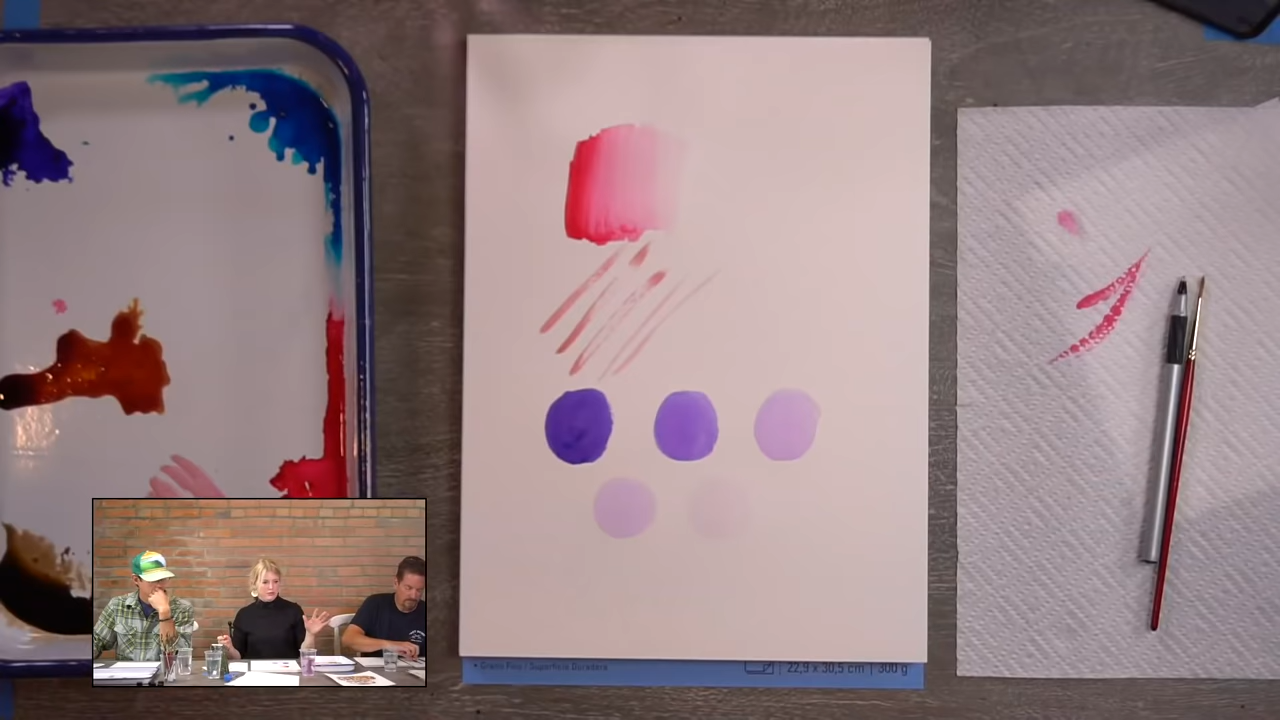 • Grano Fino / Superficie Duradera
22,9 x 30,5 cm | 300 g